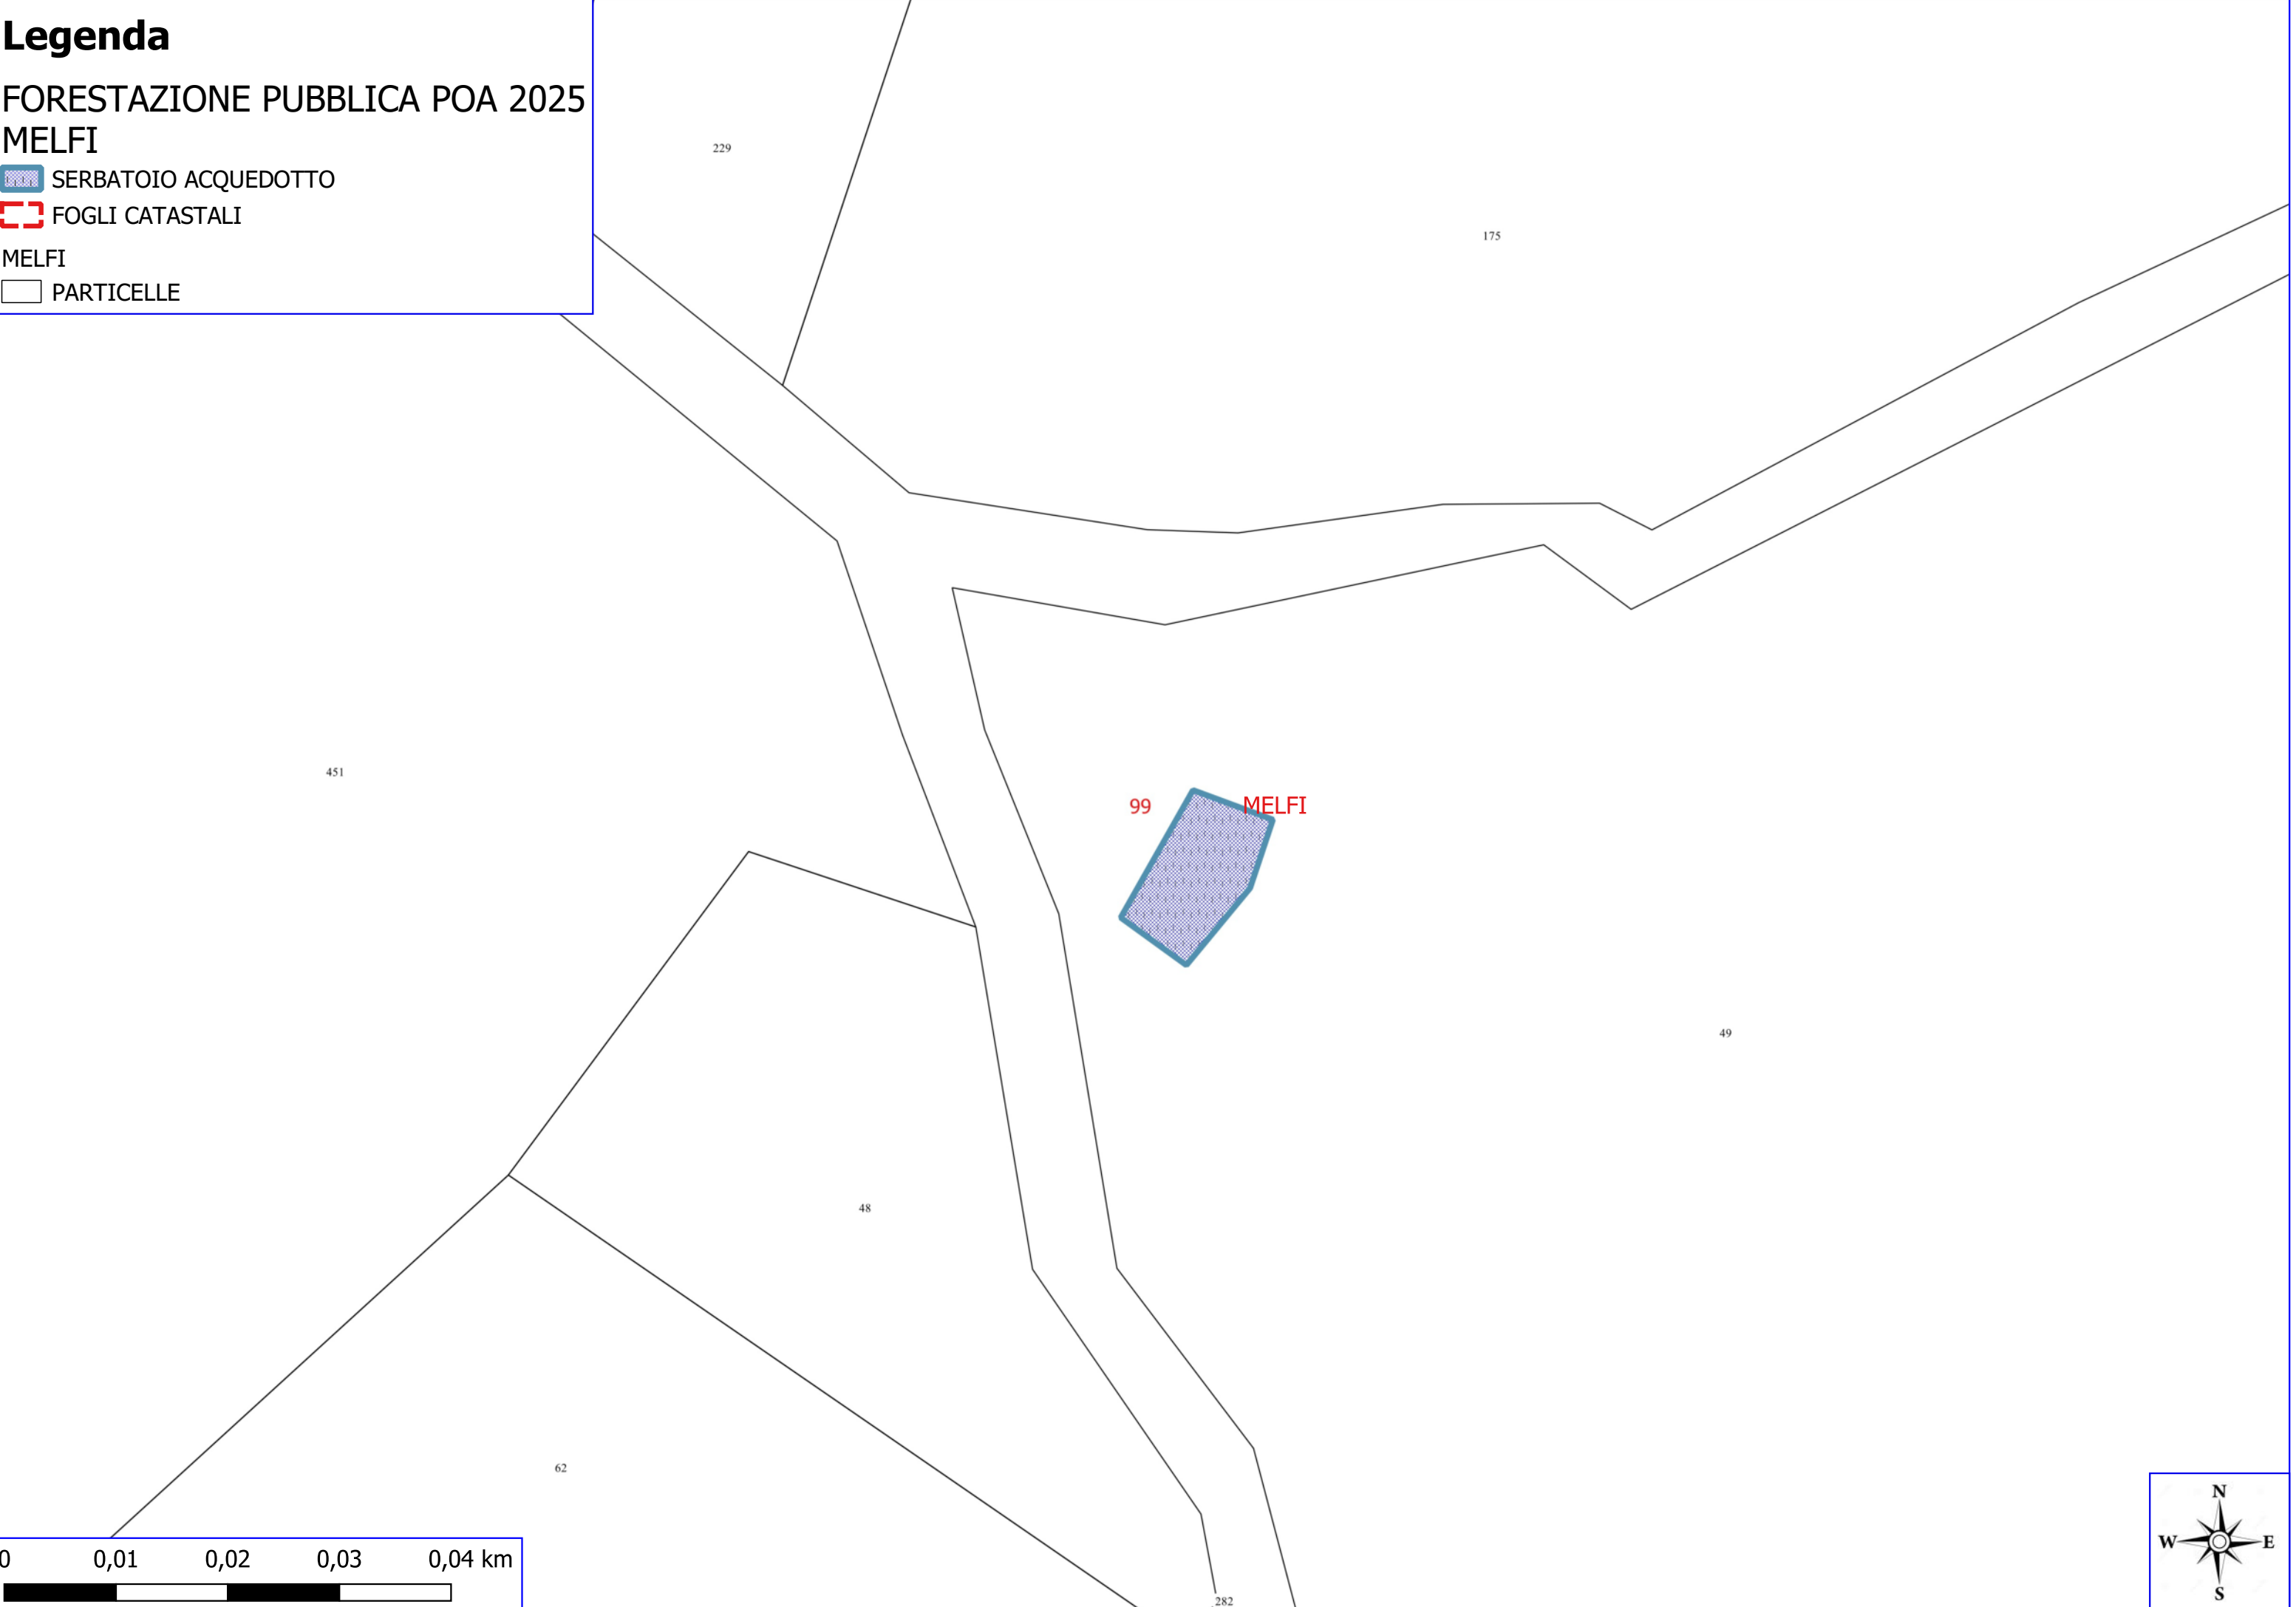 Legenda
FORESTAZIONE PUBBLICA POA 2025
MELFI
SERBATOIO ACQUEDOTTO
FOGLI CATASTALI
MELFI
PARTICELLE
229
175
451
99
MELFI
49
48
62
282
0 0,01 0,02 0,03 0,04 km
N
W E
S